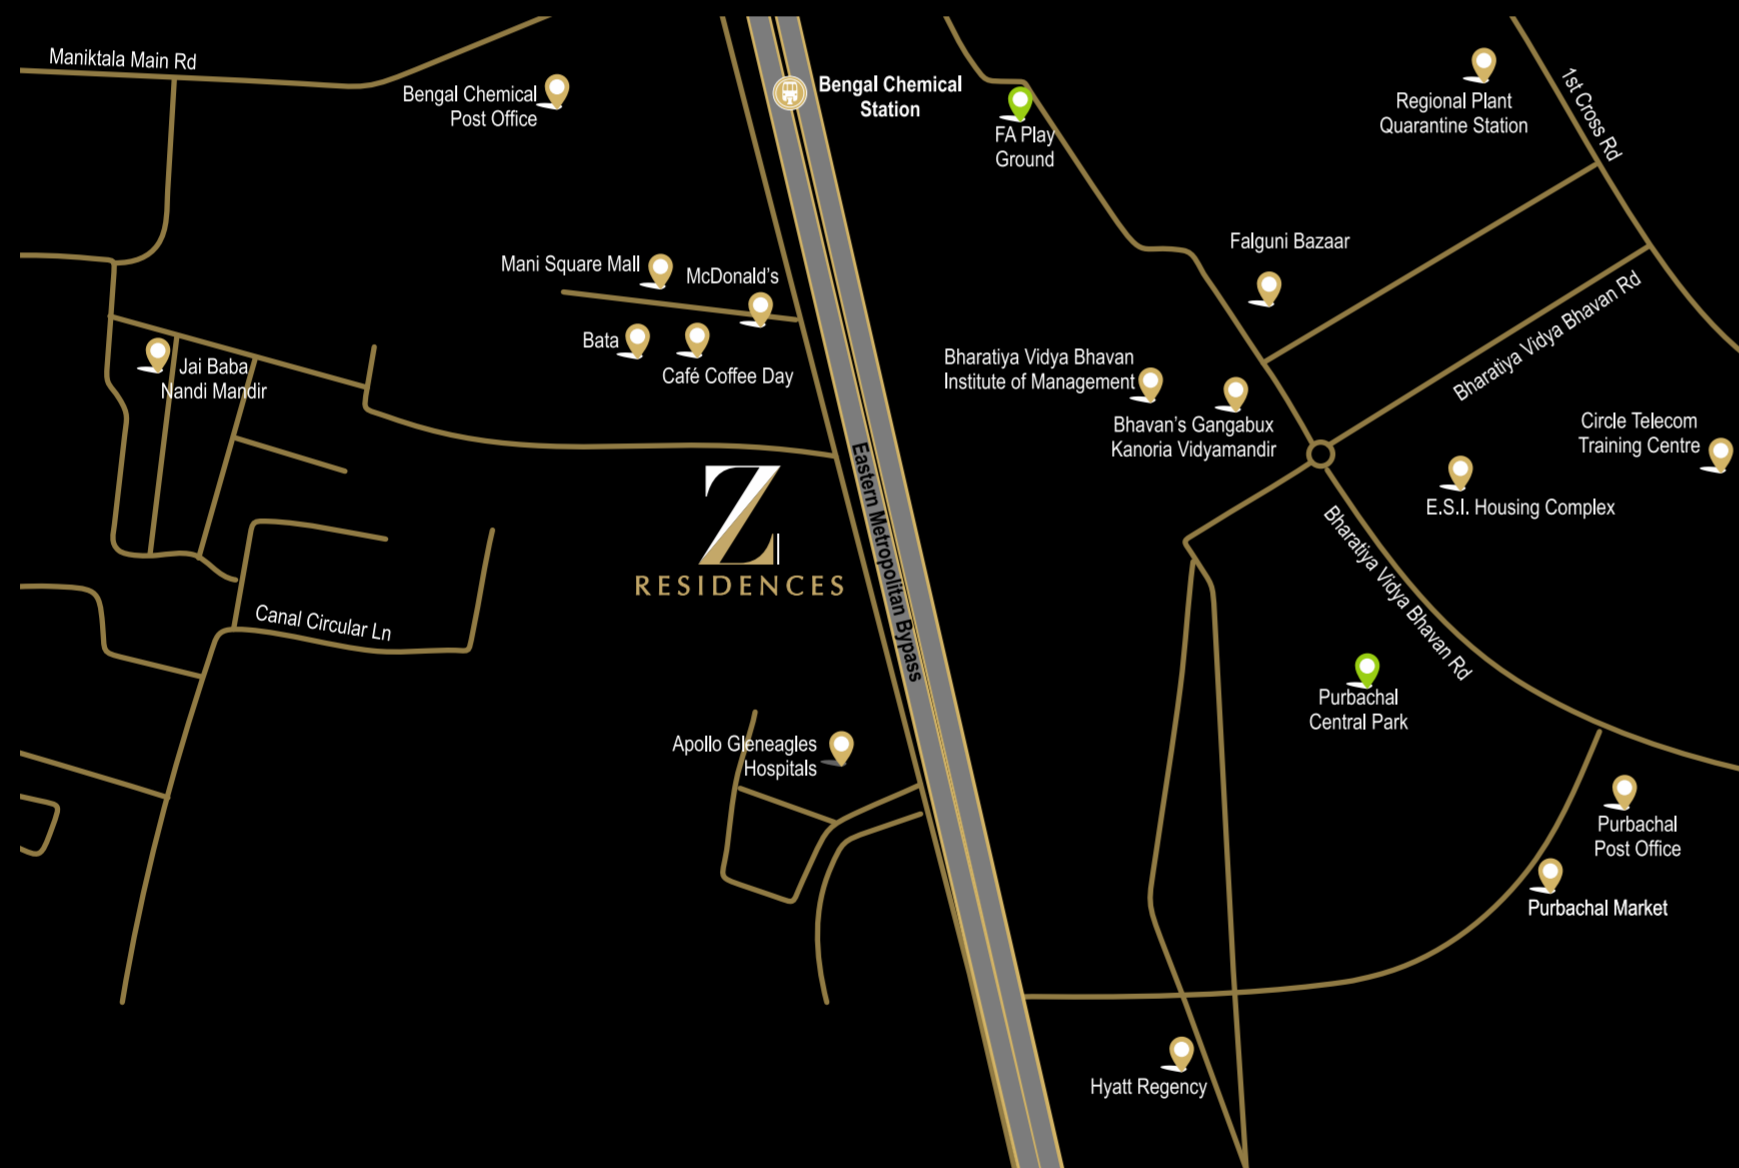 Maniktala Main Rd
Bengal Chemical
Post Office
Bengal Chemical
Station
FA Play
Ground
Regional Plant
Quarantine Station
1st Cross Rd
Mani Square Mall
McDonald's
Bata
Café Coffee Day
Falguni Bazaar
Jai Baba
Nandi Mandir
Bharatiya Vidya Bhavan
Institute of Management
Bhavan's Gangabux
Kanoria Vidyamandir
Bharatiya Vidya Bhavan Rd
Circle Telecom
Training Centre
E.S.I. Housing Complex
Eastern Metropolitan Bypass
Z
RESIDENCES
Canal Circular Ln
Bharatiya Vidya Bhavan Rd
Purbachal
Central Park
Apollo Gleneagles
Hospitals
Purbachal
Post Office
Purbachal Market
Hyatt Regency